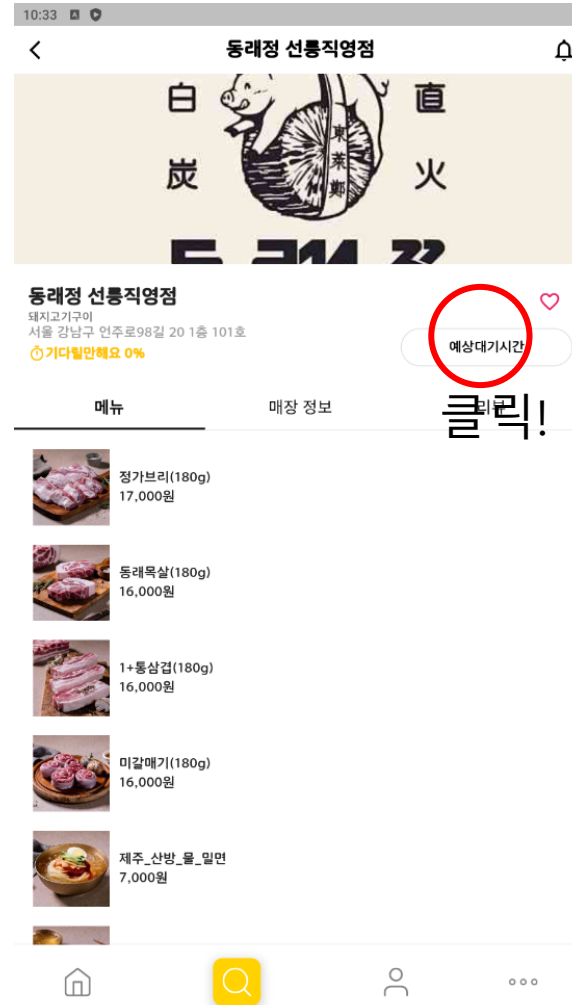 10:33
동래정 선릉직영점
白 直
東萊鄭
炭 火
동래정 선릉직영점
돼지고기구이
서울 강남구 언주로98길 20 1층 101호
기다릴만해요 0%
예상대기시간
메뉴 매장 정보 리뷰
클릭!
정가브리(180g)
17,000원
동래목살(180g)
16,000원
1+통삼겹(180g)
16,000원
미갈매기(180g)
16,000원
제주_산방_물_밀면
7,000원